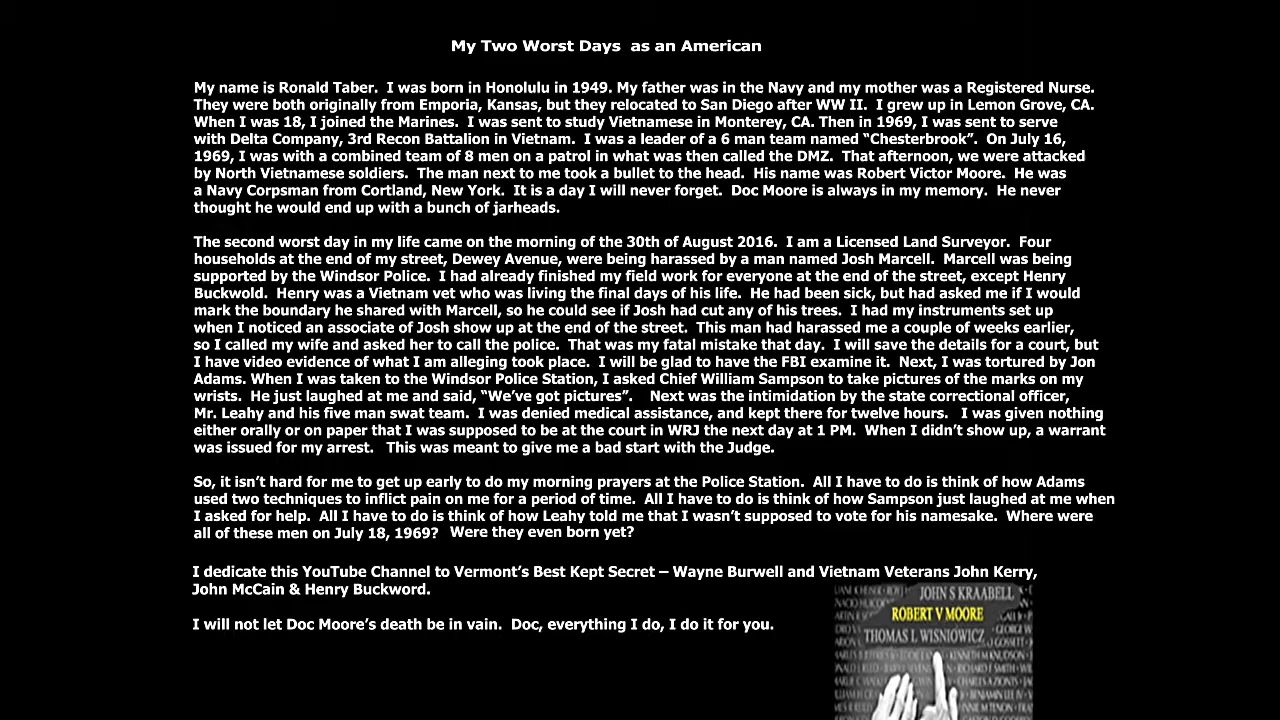 My Two Worst Days as an American
My name is Ronald Taber. I was born in Honolulu in 1949. My father was in the Navy and my mother was a Registered Nurse.
They were both originally from Emporia, Kansas, but they relocated to San Diego after WW II. I grew up in Lemon Grove, CA.
When I was 18, I joined the Marines. I was sent to study Vietnamese in Monterey, CA. Then in 1969, I was sent to serve
with Delta Company, 3rd Recon Battalion in Vietnam. I was a leader of a 6 man team named “Chesterbrook”. On July 16,
1969, I was with a combined team of 8 men on a patrol in what was then called the DMZ. That afternoon, we were attacked
by North Vietnamese soldiers. The man next to me took a bullet to the head. His name was Robert Victor Moore. He was
a Navy Corpsman from Cortland, New York. It is a day I will never forget. Doc Moore is always in my memory. He never
thought he would end up with a bunch of jarheads.
The second worst day in my life came on the morning of the 30th of August 2016. I am a Licensed Land Surveyor. Four
households at the end of my street, Dewey Avenue, were being harassed by a man named Josh Marcell. Marcell was being
supported by the Windsor Police. I had already finished my field work for everyone at the end of the street, except Henry
Buckwold. Henry was a Vietnam vet who was living the final days of his life. He had been sick, but had asked me if I would
mark the boundary he shared with Marcell, so he could see if Josh had cut any of his trees. I had my instruments set up
when I noticed an associate of Josh show up at the end of the street. This man had harassed me a couple of weeks earlier,
so I called my wife and asked her to call the police. That was my fatal mistake that day. I will save the details for a court, but
I have video evidence of what I am alleging took place. I will be glad to have the FBI examine it. Next, I was tortured by Jon
Adams. When I was taken to the Windsor Police Station, I asked Chief William Sampson to take pictures of the marks on my
wrists. He just laughed at me and said, “We’ve got pictures”. Next was the intimidation by the state correctional officer,
Mr. Leahy and his five man swat team. I was denied medical assistance, and kept there for twelve hours. I was given nothing
either orally or on paper that I was supposed to be at the court in WRJ the next day at 1 PM. When I didn’t show up, a warrant
was issued for my arrest. This was meant to give me a bad start with the Judge.
So, it isn’t hard for me to get up early to do my morning prayers at the Police Station. All I have to do is think of how Adams
used two techniques to inflict pain on me for a period of time. All I have to do is think of how Sampson just laughed at me when
I asked for help. All I have to do is think of how Leahy told me that I wasn’t supposed to vote for his namesake. Where were
all of these men on July 18, 1969? Were they even born yet?
I dedicate this YouTube Channel to Vermont’s Best Kept Secret – Wayne Burwell and Vietnam Veterans John Kerry,
John McCain & Henry Buckword.
I will not let Doc Moore’s death be in vain. Doc, everything I do, I do it for you.
JOHN S KRAABELL
ROBERT V MOORE
THOMAS L WISNIOWICZ